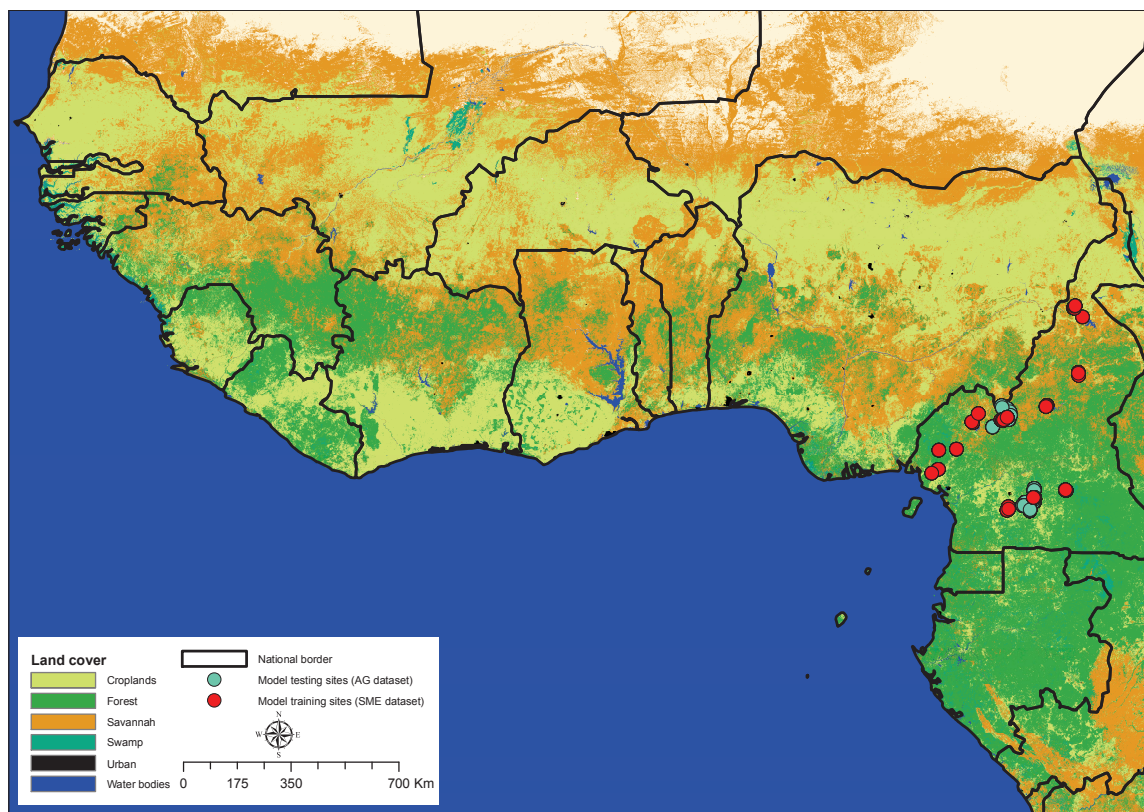 Land cover
Croplands
Forest
Savannah
Swamp
Urban
Water bodies
National border
Model testing sites (AG dataset)
Model training sites (SME dataset)
N
W E
S
0 175 350 700 Km